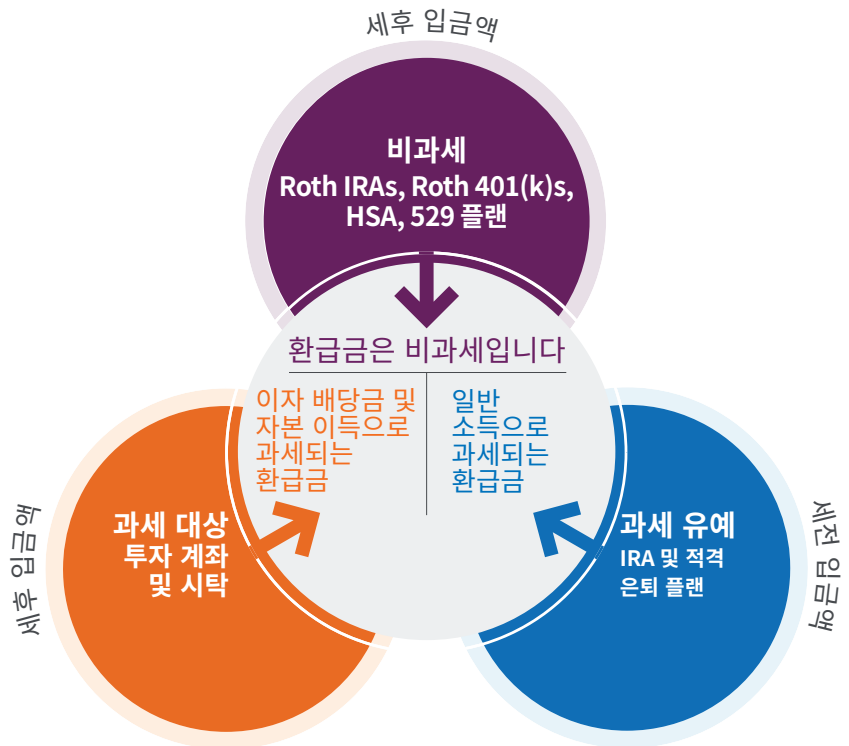 세후 입금액
비과세
Roth IRAs, Roth 401(k)s,
HSA, 529 플랜
환급금은 비과세입니다
이자 배당금 및
자본 이득으로
과세되는
환급금
일반
소득으로
과세되는
환급금
세후 입금액
과세 대상
투자 계좌
및 시탁
과세 유예
IRA 및 적격
은퇴 플랜
세전 입금액